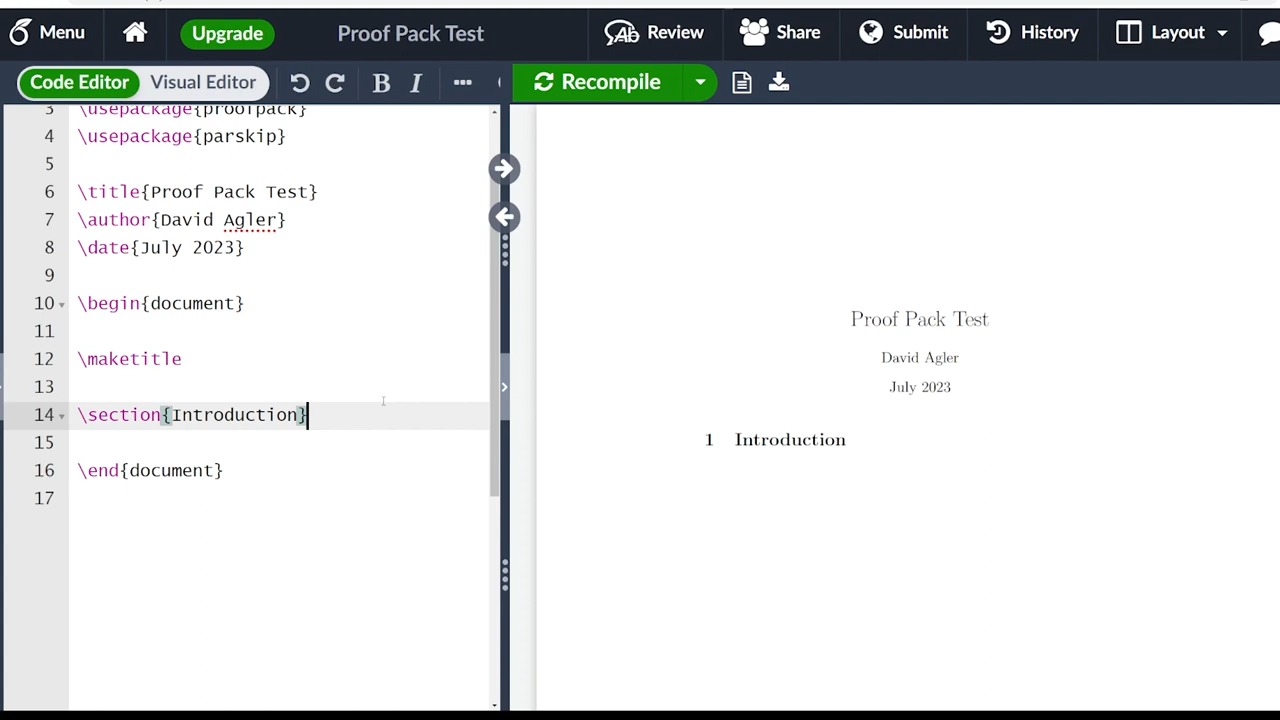 Menu Upgrade Proof Pack Test Review Share Submit History Layout
Code Editor Visual Editor B I ••• Recompile
3 \usepackage{proofpack}
4 \usepackage{parskip}
5
6 \title{Proof Pack Test}
7 \author{David Agler}
8 \date{July 2023}
9
10 \begin{document}
11
12 \maketitle
13
14 \section{Introduction}
15
16 \end{document}
17
Proof Pack Test
David Agler
July 2023
1 Introduction